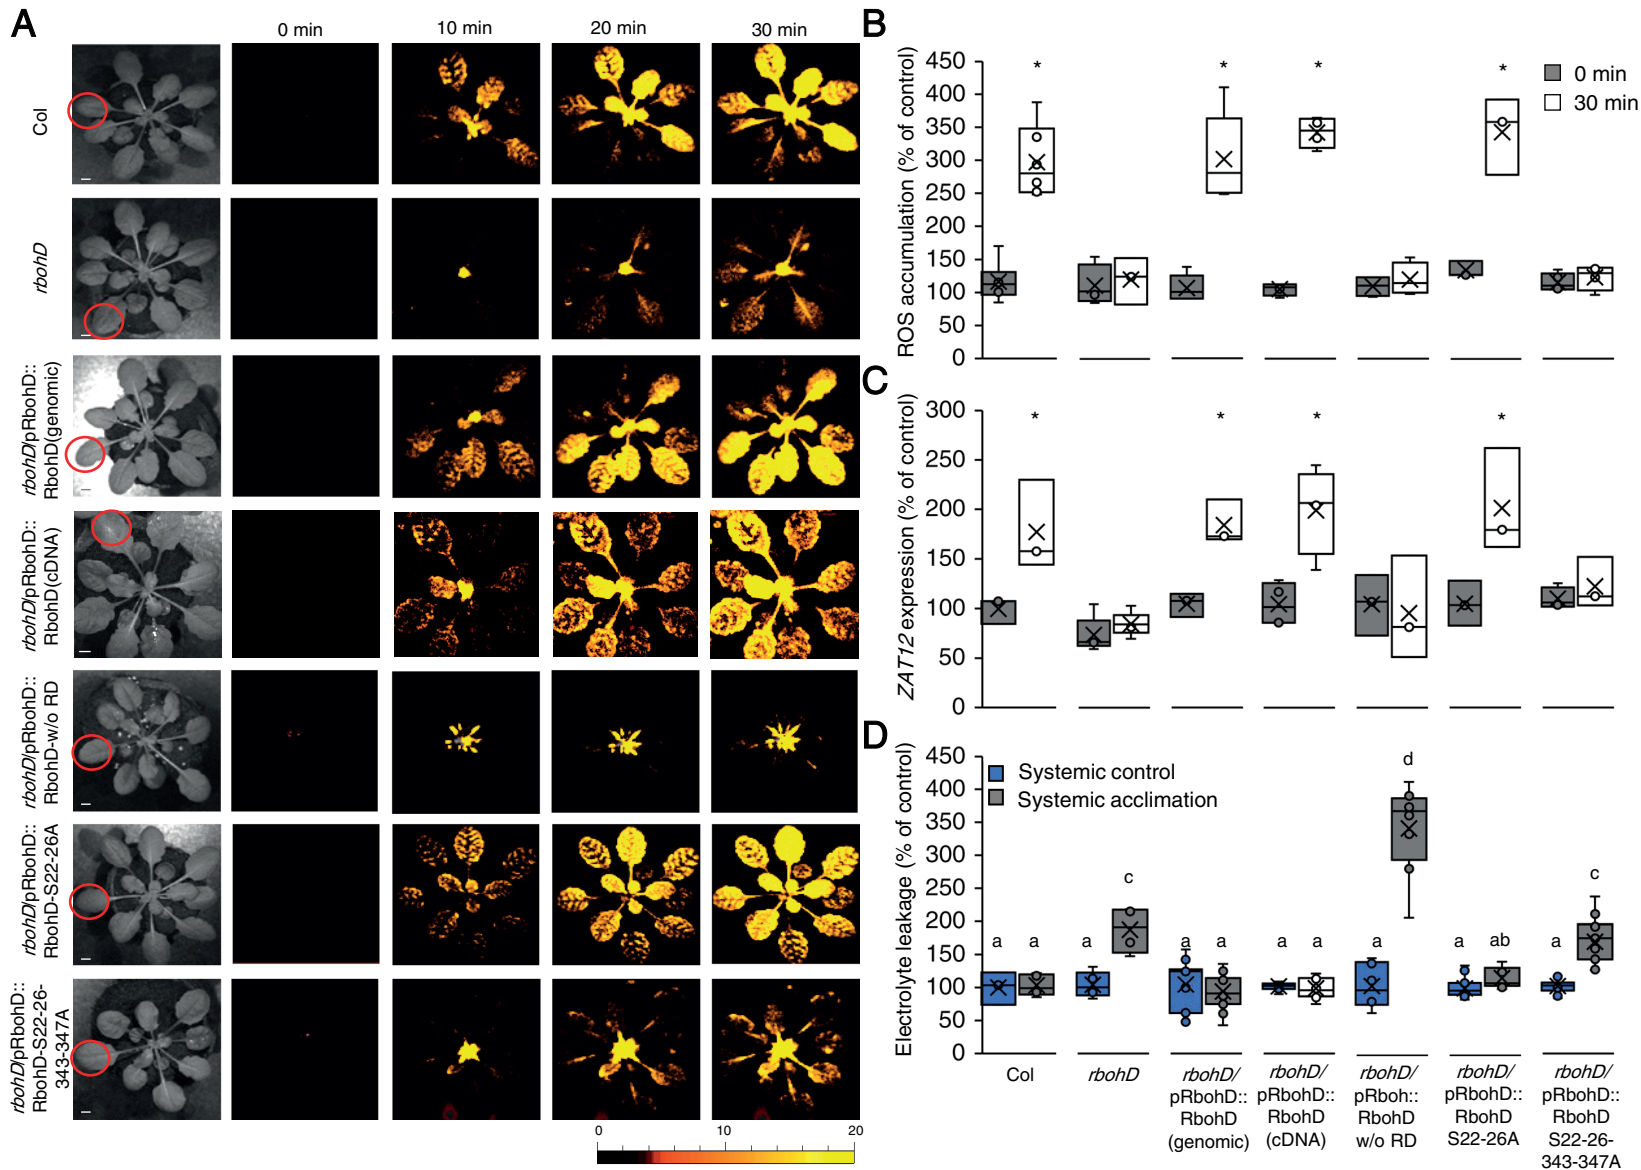 A
0 min
10 min
20 min
30 min
Col
rbohD
rbohD/pRbohD::
RbohD(genomic)
rbohD/pRbohD::
RbohD(cDNA)
rbohD/pRbohD::
RbohD-w/o RD
rbohD/pRbohD::
RbohD-S22-26A
rbohD/pRbohD::
RbohD-S22-26-
343-347A
0
10
20
B
ROS accumulation (% of control)
450
400
350
300
250
200
150
100
50
0
* * * *
0 min
30 min
C
ZAT12 expression (% of control)
300
250
200
150
100
50
0
* * * *
D
Electrolyte leakage (% of control)
450
400
350
300
250
200
150
100
50
0
Systemic control
Systemic acclimation
d
c
c
a a a a a a a a ab a
Col
rbohD
rbohD/
pRbohD::
RbohD
(genomic)
rbohD/
pRbohD::
RbohD
(cDNA)
rbohD/
pRboh::
RbohD
w/o RD
rbohD/
pRbohD::
RbohD
S22-26A
rbohD/
pRbohD::
RbohD
S22-26-
343-347A